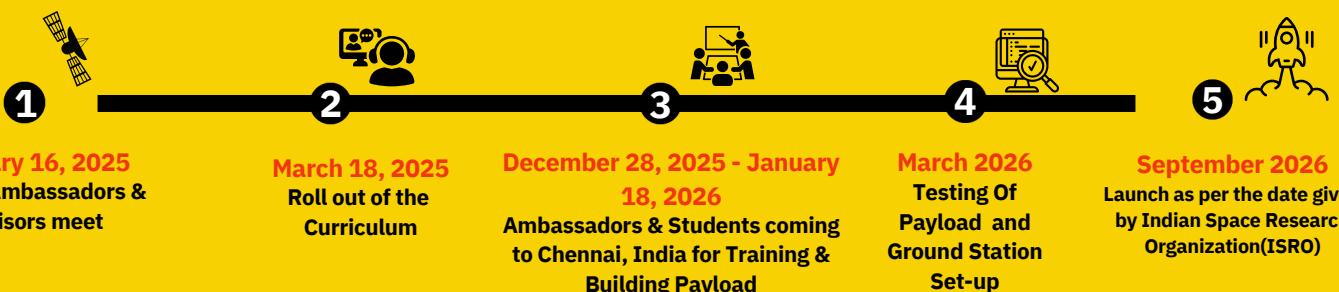 1
2
3
4
5
ry 16, 2025
mbassadors &
isors meet
March 18, 2025
Roll out of the
Curriculum
December 28, 2025 - January
18, 2026
Ambassadors & Students coming
to Chennai, India for Training &
Building Payload
March 2026
Testing Of
Payload and
Ground Station
Set-up
September 2026
Launch as per the date giv
by Indian Space Researc
Organization(ISRO)